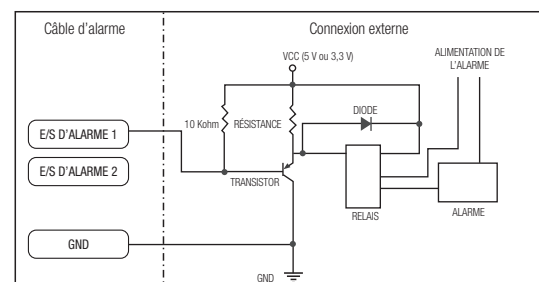 Câble d'alarme
Connexion externe
VCC (5 V ou 3,3 V)
ALIMENTATION DE
L'ALARME
10 Kohm
RÉSISTANCE
DIODE
E/S D'ALARME 1
E/S D'ALARME 2
TRANSISTOR
RELAIS
ALARME
GND
GND